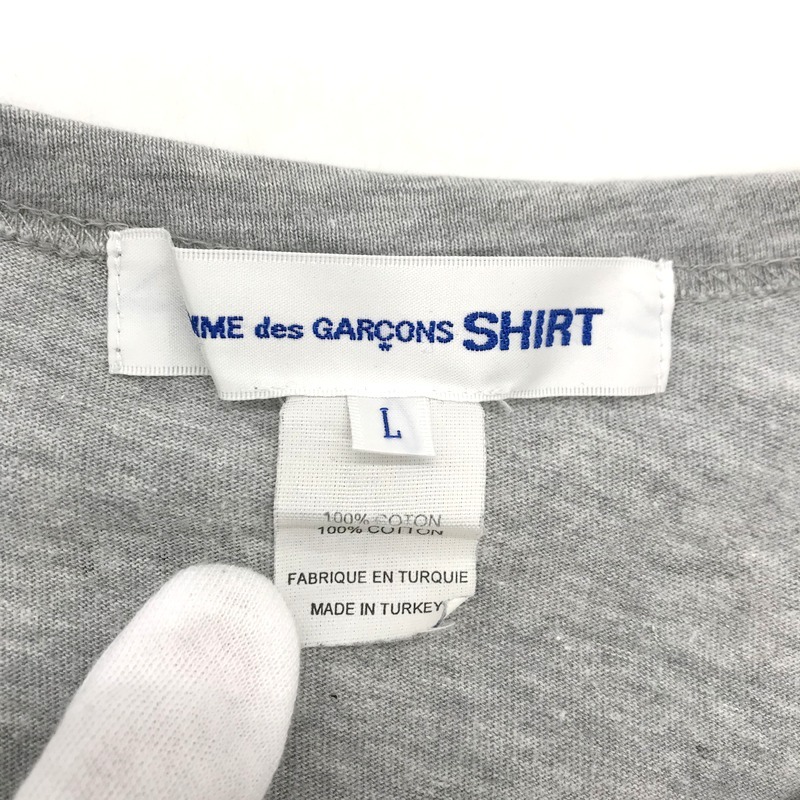 MME des GARÇONS SHIRT
L
100% COTON
100% COTTON
FABRIQUE EN TURQUIE
MADE IN TURKEY